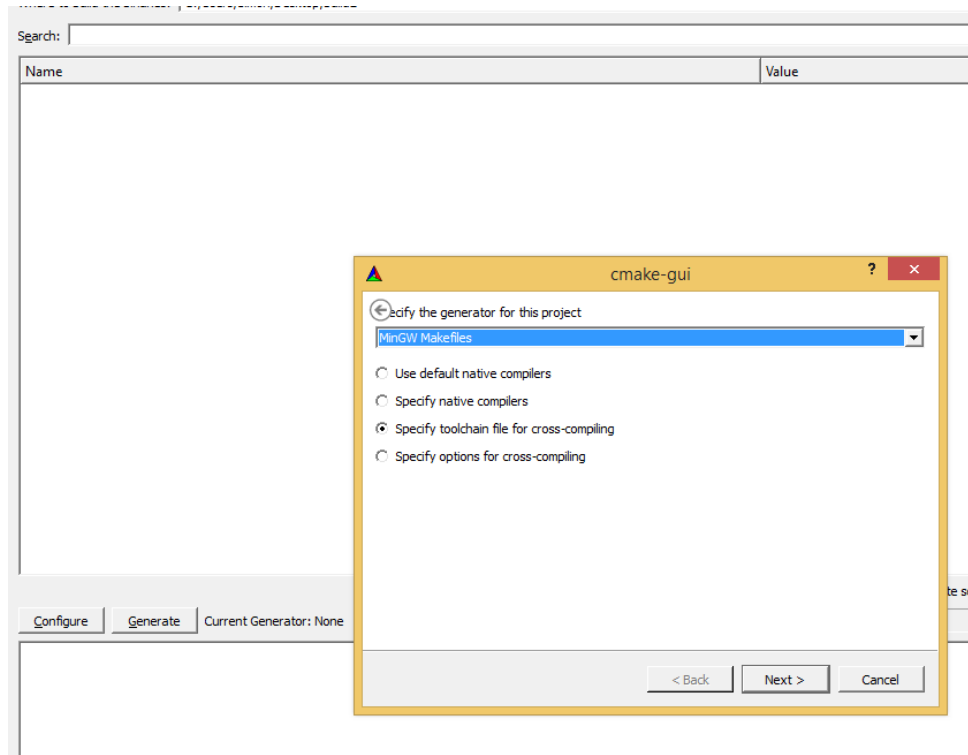 Search:
Name Value
cmake-gui ?
ecify the generator for this project
MinGW Makefiles
Use default native compilers
Specify native compilers
Specify toolchain file for cross-compiling
Specify options for cross-compiling
Configure Generate Current Generator: None
< Back Next > Cancel